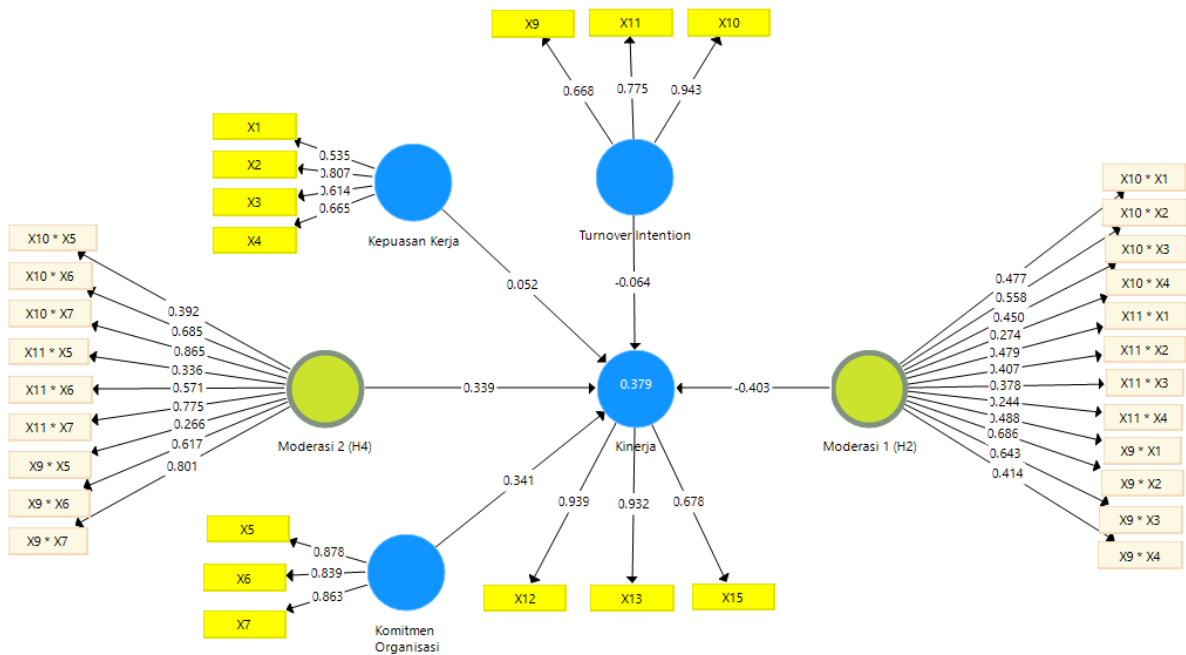 X9
X11
X10
0.668
0.775
0.943
X1
X2
X3
X4
0.535
0.807
0.614
0.665
Kepuasan Kerja
Turnover Intention
0.052
-0.064
X10 * X5
X10 * X6
X10 * X7
X11 * X5
X11 * X6
X11 * X7
X9 * X5
X9 * X6
X9 * X7
0.392
0.685
0.865
0.336
0.571
0.775
0.266
0.617
0.801
Moderasi 2 (H4)
0.339
0.379
Kinerja
-0.403
Moderasi 1 (H2)
0.477
0.558
0.450
0.274
0.479
0.407
0.378
0.244
0.488
0.686
0.643
0.414
X10 * X1
X10 * X2
X10 * X3
X10 * X4
X11 * X1
X11 * X2
X11 * X3
X11 * X4
X9 * X1
X9 * X2
X9 * X3
X9 * X4
0.341
X5
X6
X7
0.878
0.839
0.863
Komitmen
Organisasi
0.939
0.932
0.678
X12
X13
X15